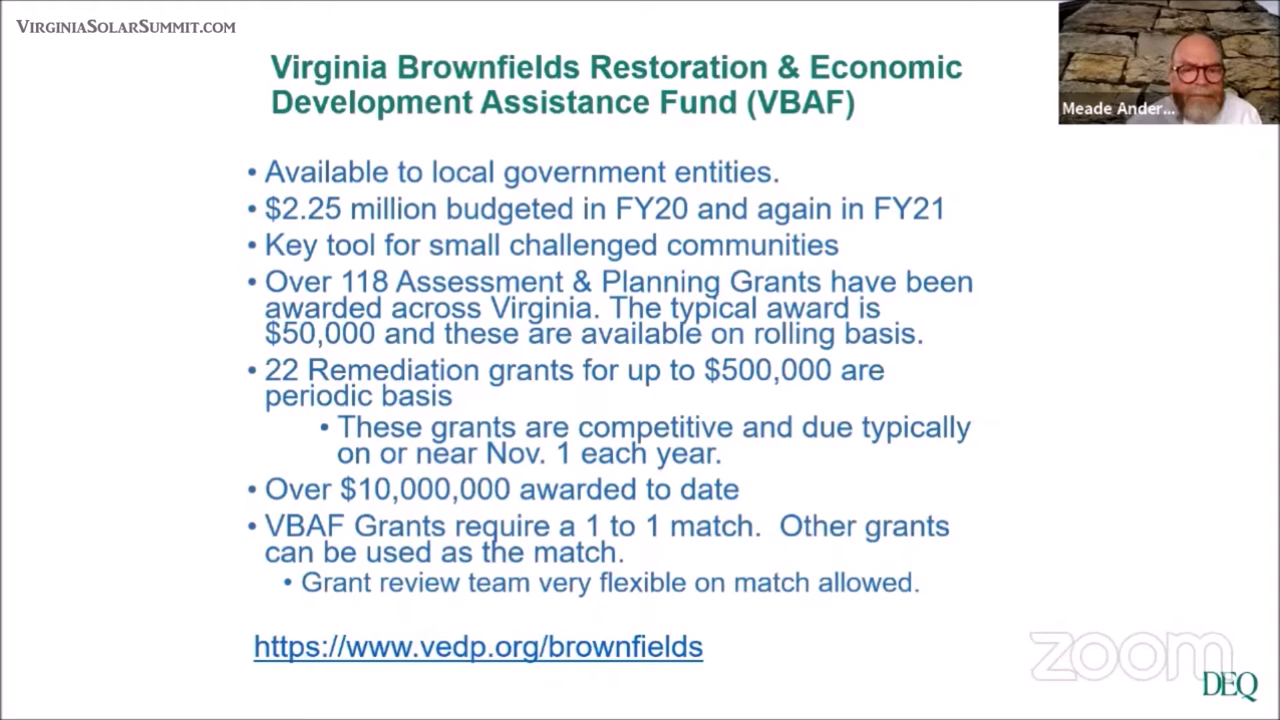 VIRGINIASOLARSUMMIT.COM
Virginia Brownfields Restoration & Economic
Development Assistance Fund (VBAF)
Meade Ander...
• Available to local government entities.
• $2.25 million budgeted in FY20 and again in FY21
• Key tool for small challenged communities
• Over 118 Assessment & Planning Grants have been
awarded across Virginia. The typical award is
$50,000 and these are available on rolling basis.
• 22 Remediation grants for up to $500,000 are
periodic basis
• These grants are competitive and due typically
on or near Nov. 1 each year.
• Over $10,000,000 awarded to date
• VBAF Grants require a 1 to 1 match. Other grants
can be used as the match.
• Grant review team very flexible on match allowed.
https://www.vedp.org/brownfields
zoom
DEQ